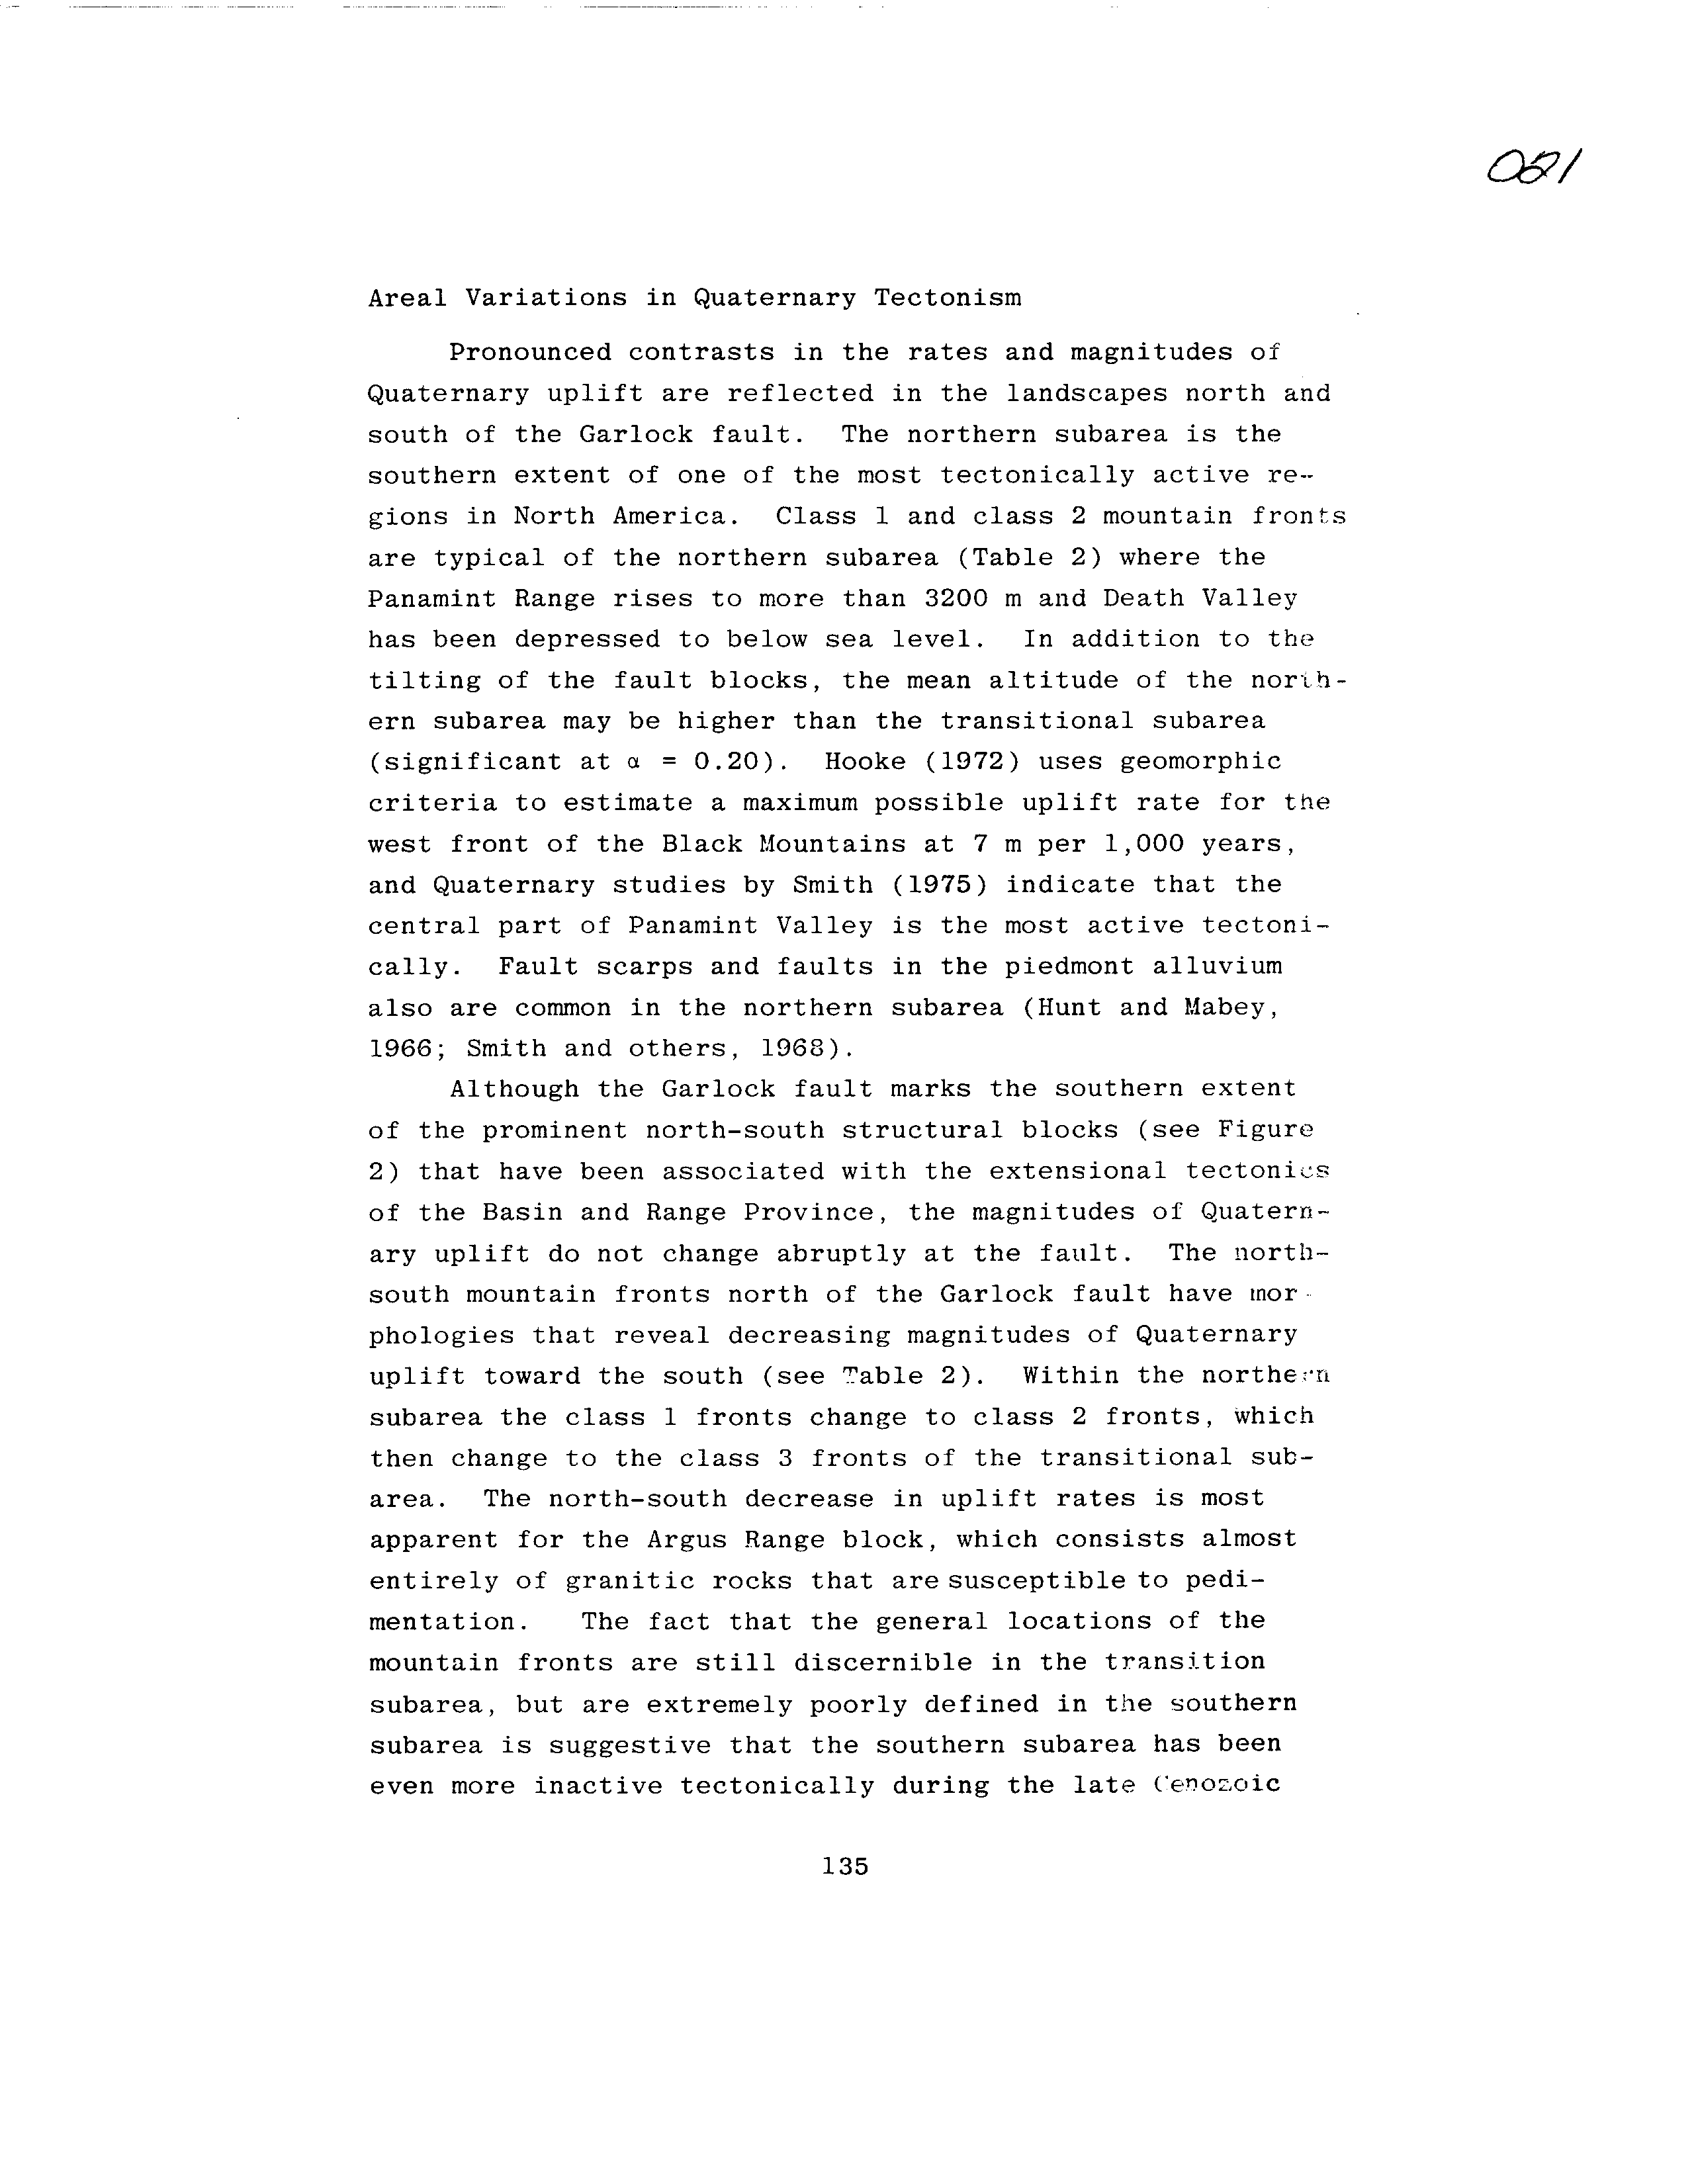 021
Areal Variations in Quaternary Tectonism
Pronounced contrasts in the rates and magnitudes of
Quaternary uplift are reflected in the landscapes north and
south of the Garlock fault. The northern subarea is the
southern extent of one of the most tectonically active re-
gions in North America. Class 1 and class 2 mountain fronts
are typical of the northern subarea (Table 2) where the
Panamint Range rises to more than 3200 m and Death Valley
has been depressed to below sea level. In addition to the
tilting of the fault blocks, the mean altitude of the north-
ern subarea may be higher than the transitional subarea
(significant at α = 0.20). Hooke (1972) uses geomorphic
criteria to estimate a maximum possible uplift rate for the
west front of the Black Mountains at 7 m per 1,000 years,
and Quaternary studies by Smith (1975) indicate that the
central part of Panamint Valley is the most active tectoni-
cally. Fault scarps and faults in the piedmont alluvium
also are common in the northern subarea (Hunt and Mabey,
1966; Smith and others, 1968).
Although the Garlock fault marks the southern extent
of the prominent north-south structural blocks (see Figure
2) that have been associated with the extensional tectonics
of the Basin and Range Province, the magnitudes of Quatern-
ary uplift do not change abruptly at the fault. The north-
south mountain fronts north of the Garlock fault have mor-
phologies that reveal decreasing magnitudes of Quaternary
uplift toward the south (see Table 2). Within the northern
subarea the class 1 fronts change to class 2 fronts, which
then change to the class 3 fronts of the transitional sub-
area. The north-south decrease in uplift rates is most
apparent for the Argus Range block, which consists almost
entirely of granitic rocks that are susceptible to pedi-
mentation. The fact that the general locations of the
mountain fronts are still discernible in the transition
subarea, but are extremely poorly defined in the southern
subarea is suggestive that the southern subarea has been
even more inactive tectonically during the late Cenozoic
135